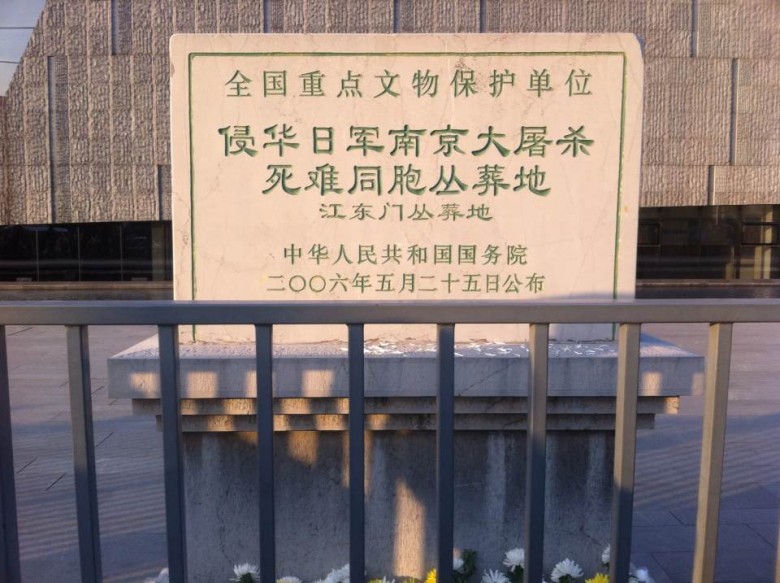 全国重点文物保护单位
侵华日军南京大屠杀
死难同胞丛葬地
江东门丛葬地
中华人民共和国国务院
二〇〇六年五月二十五日公布